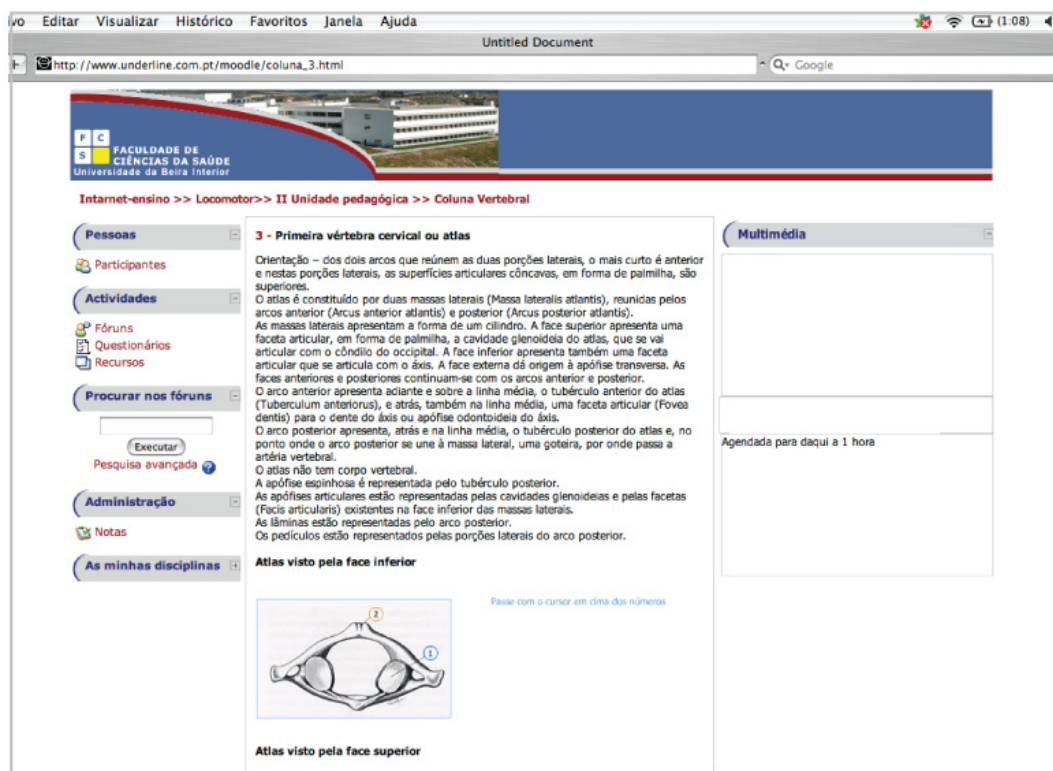 vo Editar Visualizar Histórico Favoritos Janela Ajuda (1:08)
Untitled Document
http://www.underline.com.pt/moodle/coluna_3.html
Google
F C
S
FACULDADE DE
CIÊNCIAS DA SAÚDE
Universidade da Beira Interior
Intarnet-ensino >> Locomotor>> II Unidade pedagógica >> Coluna Vertebral
Pessoas
Participantes
Actividades
Fóruns
Questionários
Recursos
Procurar nos fóruns
Executar
Pesquisa avançada
Administração
Notas
As minhas disciplinas
3 - Primeira vértebra cervical ou atlas
Orientação – dos dois arcos que reúnem as duas porções laterais, o mais curto é anterior
e nestas porções laterais, as superfícies articulares côncavas, em forma de palmilha, são
superiores.
O atlas é constituído por duas massas laterais (Massa lateralis atlantis), reunidas pelos
arcos anterior (Arcus anterior atlantis) e posterior (Arcus posterior atlantis).
As massas laterais apresentam a forma de um cilindro. A face superior apresenta uma
faceta articular, em forma de palmilha, a cavidade glenoideia do atlas, que se vai
articular com o côndilo do occipital. A face inferior apresenta também uma faceta
articular que se articula com o áxis. A face externa dá origem à apófise transversa. As
faces anteriores e posteriores continuam-se com os arcos anterior e posterior.
O arco anterior apresenta adiante e sobre a linha média, o tubérculo anterior do atlas
(Tuberculum anteriorus), e atrás, também na linha média, uma faceta articular (Fovea
dentis) para o dente do áxis ou apófise odontoideia do áxis.
O arco posterior apresenta, atrás e na linha média, o tubérculo posterior do atlas e, no
ponto onde o arco posterior se une à massa lateral, uma goteira, por onde passa a
artéria vertebral.
O atlas não tem corpo vertebral.
A apófise espinhosa é representada pelo tubérculo posterior.
As apófises articulares estão representadas pelas cavidades glenoideias e pelas facetas
(Facis articularis) existentes na face inferior das massas laterais.
As lâminas estão representadas pelo arco posterior.
Os pedículos estão representados pelas porções laterais do arco posterior.
Atlas visto pela face inferior
Passe com o cursor em cima dos números
2
1
Atlas visto pela face superior
Multimédia
Agendada para daqui a 1 hora